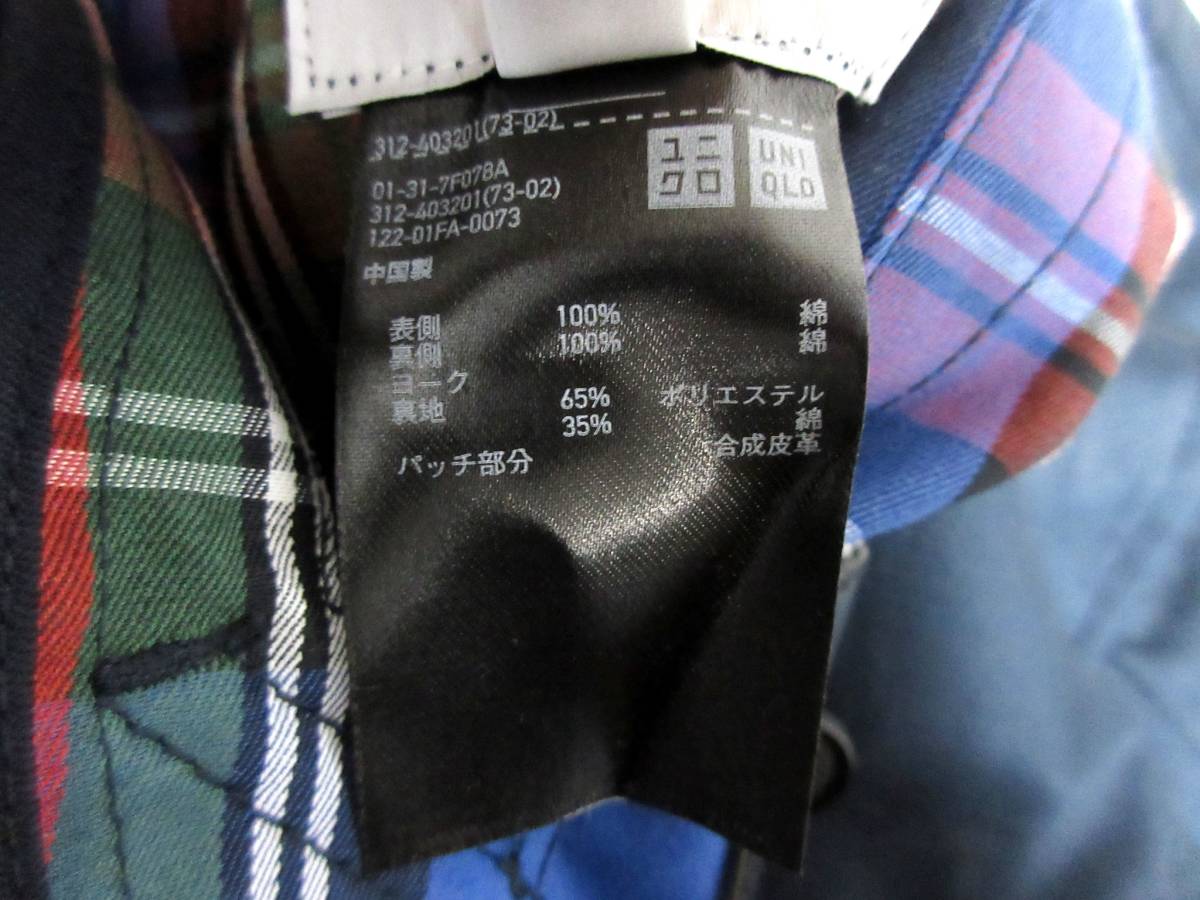 312-403201(73-02)
01-31-7F078A
312-403201(73-02)
122-01FA-0073
ユニ
クロ
UNI
QLO
中国製
表側 100% 綿
裏側 100% 綿
ヨーク
裏地 65% ポリエステル
35% 綿
パッチ部分 合成皮革